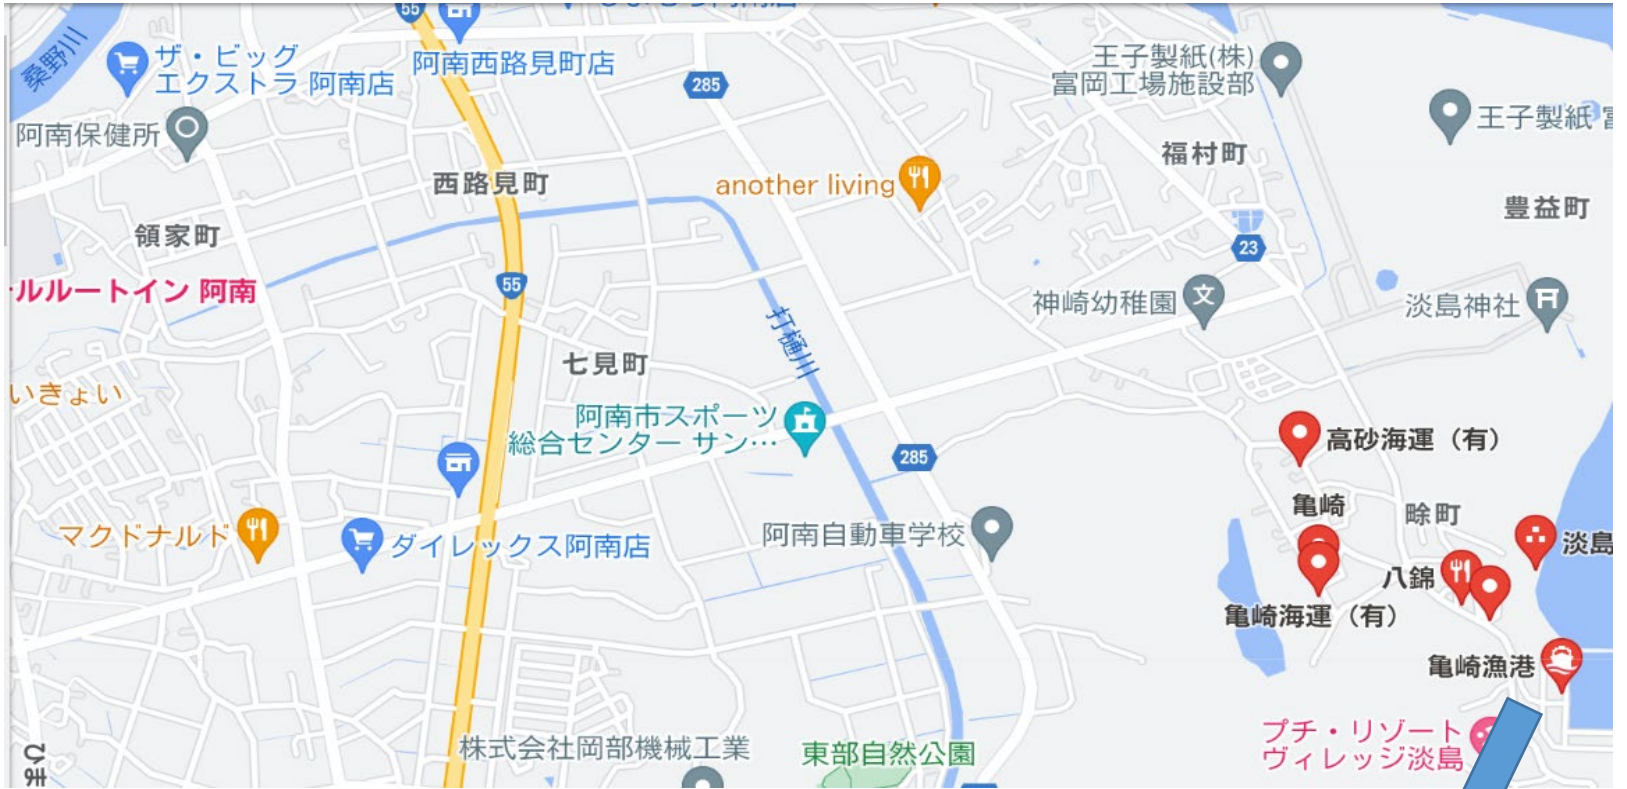 55
阿南店
桑野川
ザ・ビッグ
エクストラ 阿南店
阿南西路見町店
285
王子製紙(株)
富岡工場施設部
王子製紙
阿南保健所
福村町
西路見町
another living
豊益町
領家町
23
ルルートイン 阿南
55
神崎幼稚園
文
淡島神社
打樋川
七見町
いきょい
阿南市スポーツ
総合センター サン…
285
高砂海運（有）
亀崎
畭町
マクドナルド
ダイレックス阿南店
阿南自動車学校
淡島
八錦
亀崎海運（有）
亀崎漁港
プチ・リゾート
ヴィレッジ淡島
株式会社岡部機械工業
東部自然公園
ひま